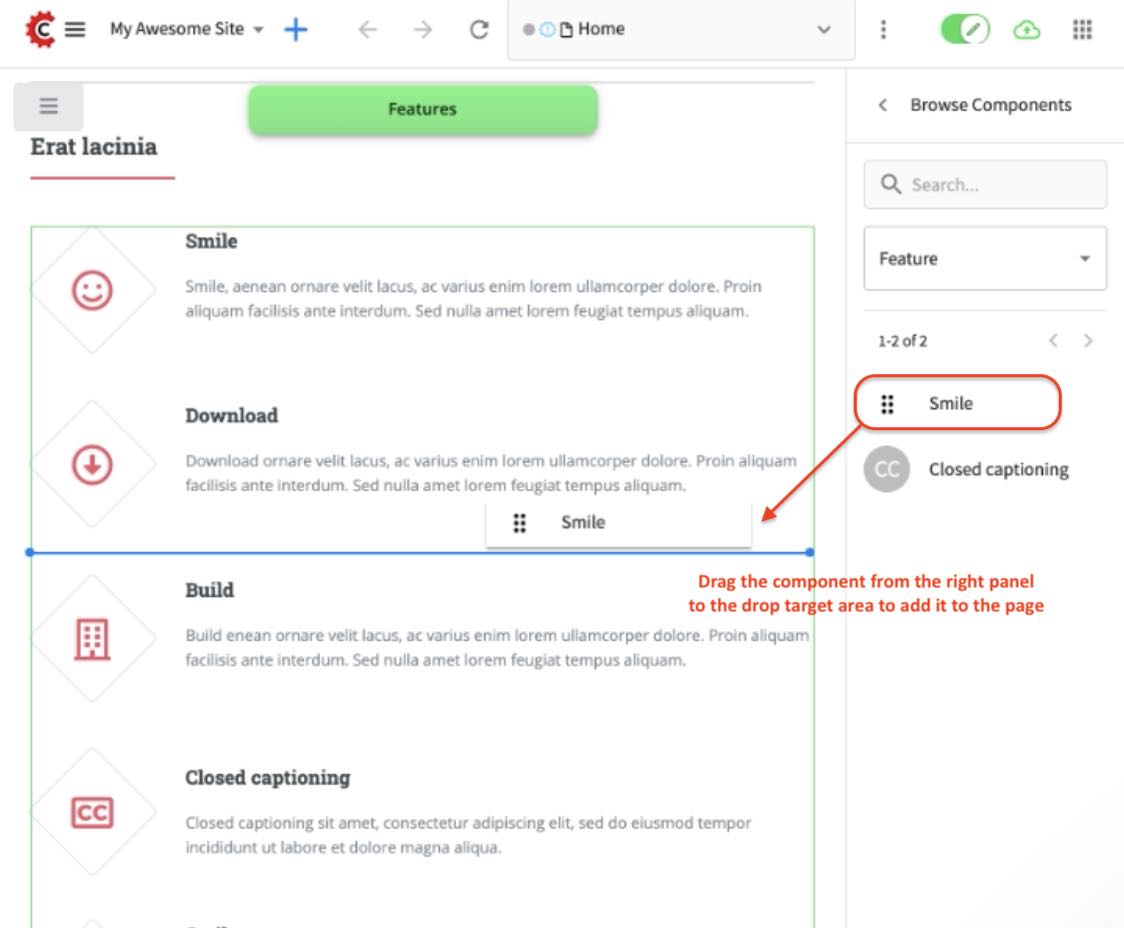 My Awesome Site
Home
Features
Browse Components
Erat lacinia
Search...
Feature
1-2 of 2
Smile
Smile, aenean ornare velit lacus, ac varius enim lorem ullamcorper dolore. Proin
aliquam facilisis ante interdum. Sed nulla amet lorem feugiat tempus aliquam.
Smile
CC Closed captioning
Download
Download ornare velit lacus, ac varius enim lorem ullamcorper dolore. Proin aliquam
facilisis ante interdum. Sed nulla amet lorem feugiat tempus aliquam.
Smile
Drag the component from the right panel
to the drop target area to add it to the page
Build
Build enean ornare velit lacus, ac varius enim lorem ullamcorper dolore. Proin aliquam
facilisis ante interdum. Sed nulla amet lorem feugiat tempus aliquam.
CC
Closed captioning
Closed captioning sit amet, consectetur adipiscing elit, sed do eiusmod tempor
incididunt ut labore et dolore magna aliqua.